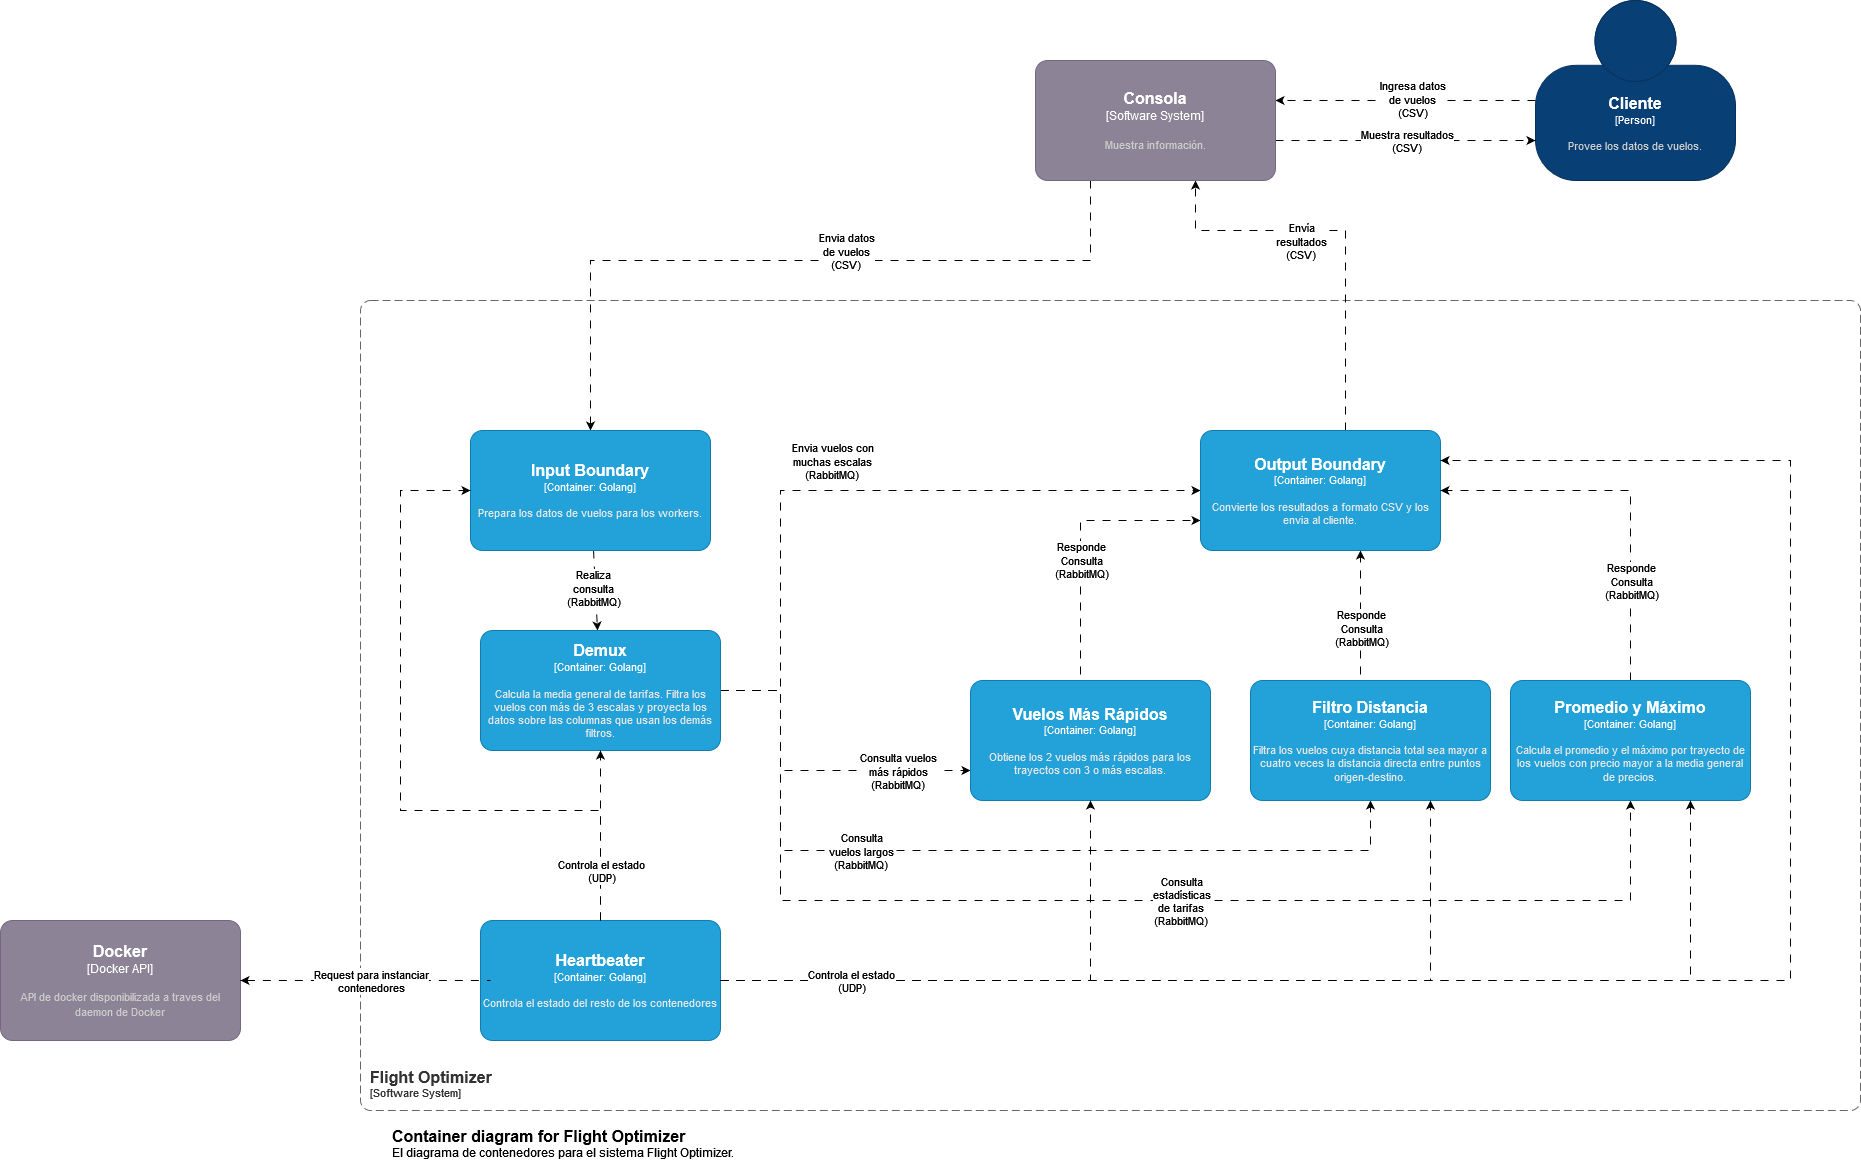 Consola
[Software System]
Muestra información.
Ingresa datos
de vuelos
(CSV)
Muestra resultados
(CSV)
Cliente
[Person]
Provee los datos de vuelos.
Envia datos
de vuelos
(CSV)
Envía
resultados
(CSV)
Input Boundary
[Container: Golang]
Prepara los datos de vuelos para los workers.
Envia vuelos con
muchas escalas
(RabbitMQ)
Output Boundary
[Container: Golang]
Convierte los resultados a formato CSV y los
envia al cliente.
Realiza
consulta
(RabbitMQ)
Responde
Consulta
(RabbitMQ)
Responde
Consulta
(RabbitMQ)
Responde
Consulta
(RabbitMQ)
Demux
[Container: Golang]
Calcula la media general de tarifas. Filtra los
vuelos con más de 3 escalas y proyecta los
datos sobre las columnas que usan los demás
filtros.
Vuelos Más Rápidos
[Container: Golang]
Obtiene los 2 vuelos más rápidos para los
trayectos con 3 o más escalas.
Filtro Distancia
[Container: Golang]
Filtra los vuelos cuya distancia total sea mayor a
cuatro veces la distancia directa entre puntos
origen-destino.
Promedio y Máximo
[Container: Golang]
Calcula el promedio y el máximo por trayecto de
los vuelos con precio mayor a la media general
de precios.
Consulta vuelos
más rápidos
(RabbitMQ)
Consulta
vuelos largos
(RabbitMQ)
Consulta
estadísticas
de tarifas
(RabbitMQ)
Controla el estado
(UDP)
Docker
[Docker API]
API de docker disponibilizada a traves del
daemon de Docker
Request para instanciar
contenedores
Heartbeater
[Container: Golang]
Controla el estado del resto de los contenedores
Controla el estado
(UDP)
Flight Optimizer
[Software System]
Container diagram for Flight Optimizer
El diagrama de contenedores para el sistema Flight Optimizer.